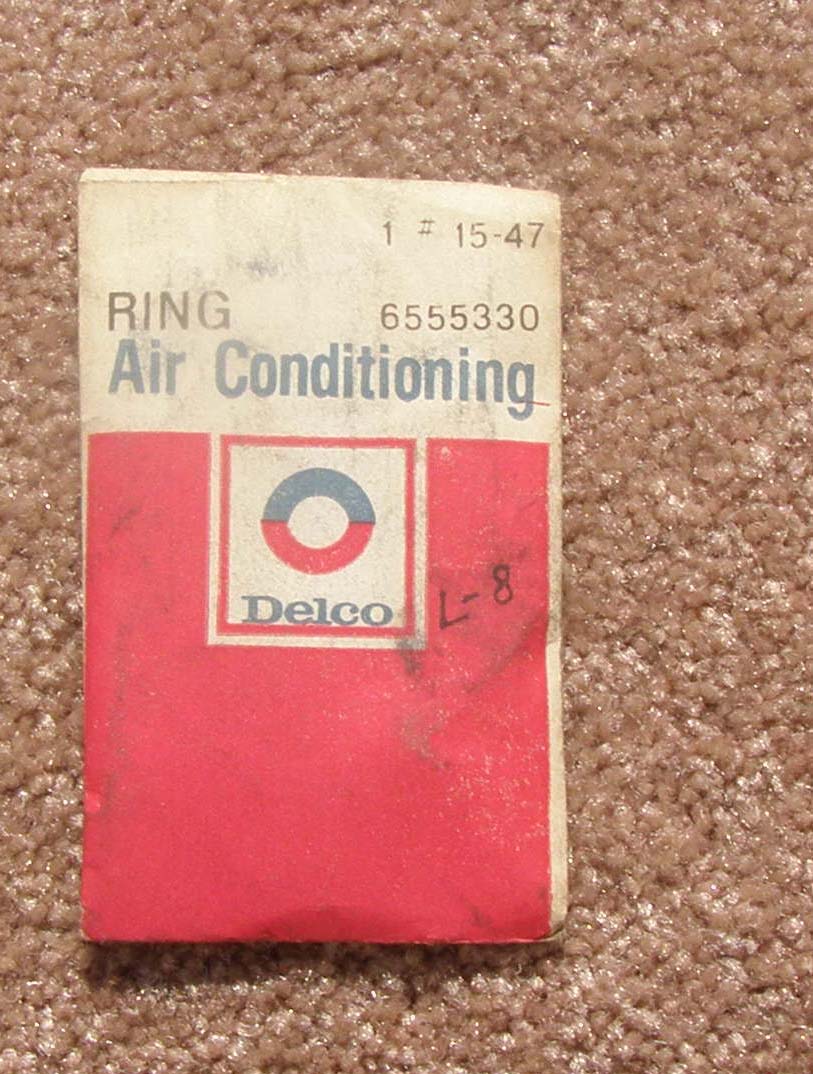 1 # 15-47
RING 6555330
Air Conditioning
Delco
L-8